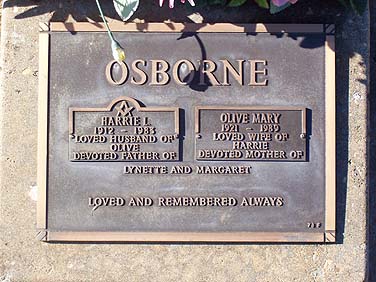 OSBORNE
HARRIE L.
1912 - 1983
LOVED HUSBAND OF
OLIVE
DEVOTED FATHER OF
OLIVE MARY
1921 - 1989
LOVED WIFE OF
HARRIE
DEVOTED MOTHER OF
LYNETTE AND MARGARET
LOVED AND REMEMBERED ALWAYS